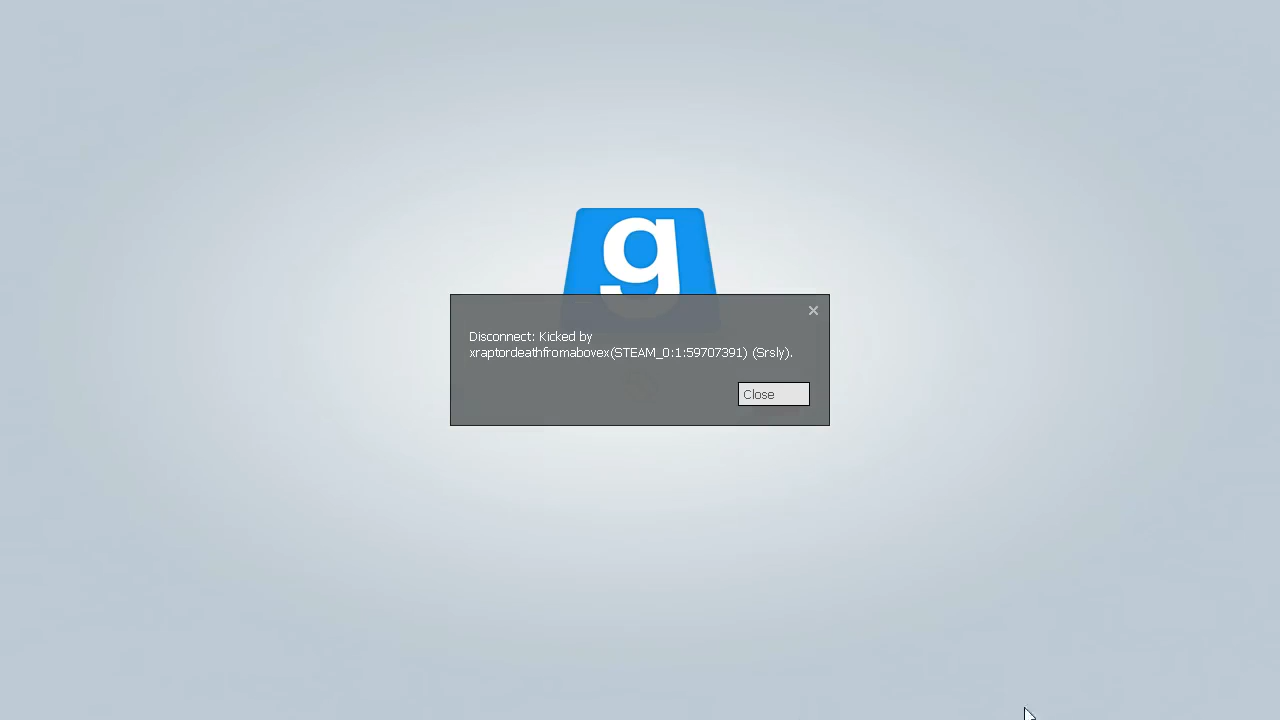 g
Disconnect: Kicked by
xraptordeathfromabovex(STEAM_0:1:59707391) (Srsly).
Close